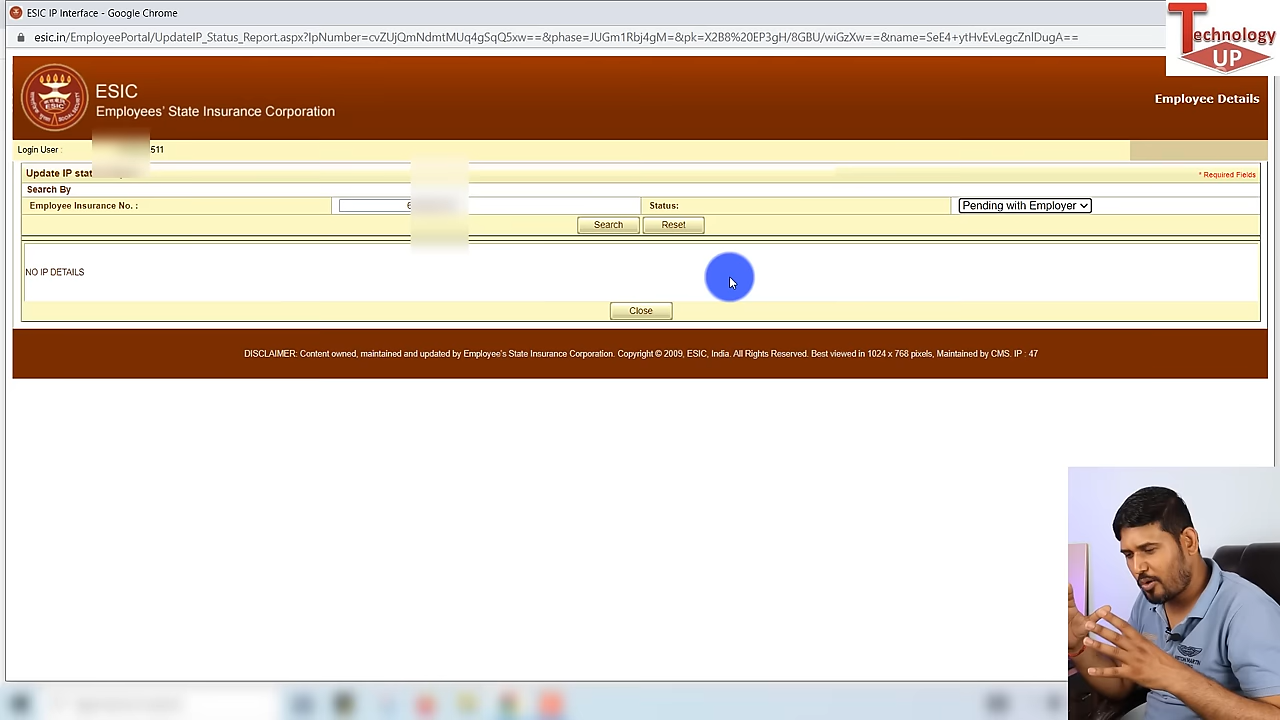 ESIC IP Interface - Google Chrome
esic.in/EmployeePortal/UpdateIP_Status_Report.aspx?IpNumber=cvZUjQmNdmtMUq4gSqQ5xw==&phase=JUGm1Rbj4gM=&pk=X2B8%20EP3gH/8GBU/wiGzXw==&name=SeE4+ytHvEvLegcZnlDugA==
Technology
UP
ESIC
Employees' State Insurance Corporation
Employee Details
Login User : 511
Update IP stat
* Required Fields
Search By
Employee Insurance No. : 6 Status: Pending with Employer
Search Reset
NO IP DETAILS
Close
DISCLAIMER: Content owned, maintained and updated by Employee's State Insurance Corporation. Copyright © 2009, ESIC, India. All Rights Reserved. Best viewed in 1024 x 768 pixels, Maintained by CMS. IP : 47